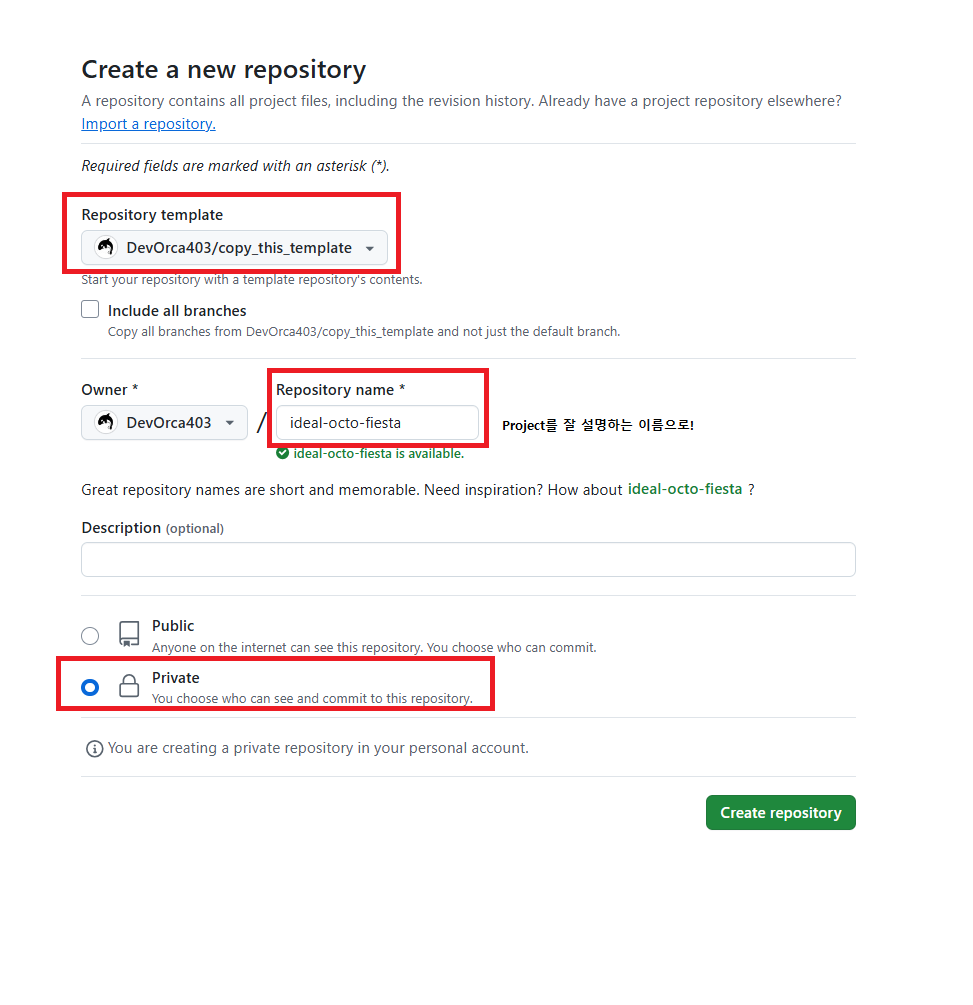 Create a new repository
A repository contains all project files, including the revision history. Already have a project repository elsewhere?
Import a repository.
Required fields are marked with an asterisk (*).
Repository template
DevOrca403/copy_this_template
Start your repository with a template repository's contents.
Include all branches
Copy all branches from DevOrca403/copy_this_template and not just the default branch.
Owner *
Repository name *
DevOrca403
/
ideal-octo-fiesta
Project를 잘 설명하는 이름으로!
ideal-octo-fiesta is available.
Great repository names are short and memorable. Need inspiration? How about ideal-octo-fiesta ?
Description (optional)
Public
Anyone on the internet can see this repository. You choose who can commit.
Private
You choose who can see and commit to this repository.
You are creating a private repository in your personal account.
Create repository